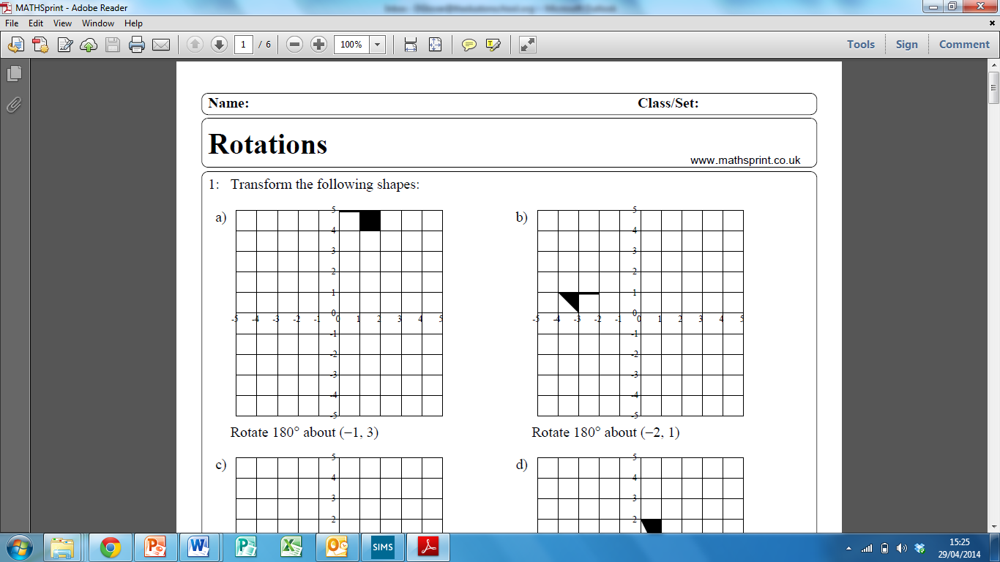 MATHSprint - Adobe Reader
File Edit View Window Help
1 / 6 100% Tools Sign Comment
Name: Class/Set:
Rotations
www.mathsprint.co.uk
1: Transform the following shapes:
a) b)
5 5
4 4
3 3
2 2
1 1
0 0
-5 -4 -3 -2 -1 0 1 2 3 4 5 -5 -4 -3 -2 -1 0 1 2 3 4 5
-1 -1
-2 -2
-3 -3
-4 -4
-5 -5
Rotate 180° about (−1, 3) Rotate 180° about (−2, 1)
c) d)
5 5
4 4
3 3
2 2
SIMS
15:25
29/04/2014